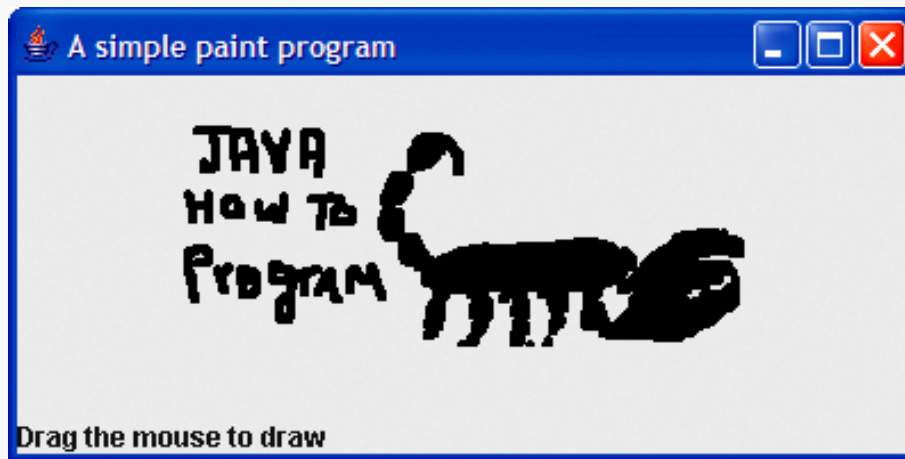 A simple paint program
JAVA
HOW TO
PrOgrAM
Drag the mouse to draw